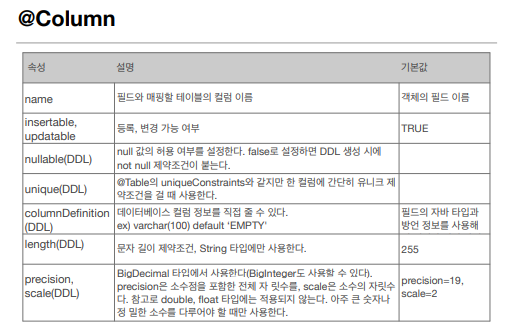 @Column
속성 설명 기본값
name 필드와 매핑할 테이블의 컬럼 이름 객체의 필드 이름
insertable,
updatable 등록, 변경 가능 여부 TRUE
nullable(DDL) null 값의 허용 여부를 설정한다. false로 설정하면 DDL 생성 시에
not null 제약조건이 붙는다.
unique(DDL) @Table의 uniqueConstraints와 같지만 한 컬럼에 간단히 유니크 제
약조건을 걸 때 사용한다.
columnDefinition
(DDL) 데이터베이스 컬럼 정보를 직접 줄 수 있다.
ex) varchar(100) default ‘EMPTY'
필드의 자바 타입과
방언 정보를 사용해
length(DDL) 문자 길이 제약조건, String 타입에만 사용한다. 255
precision,
scale(DDL)
BigDecimal 타입에서 사용한다(BigInteger도 사용할 수 있다).
precision은 소수점을 포함한 전체 자 릿수를, scale은 소수의 자릿수
다. 참고로 double, float 타입에는 적용되지 않는다. 아주 큰 숫자나
정 밀한 소수를 다루어야 할 때만 사용한다.
precision=19,
scale=2